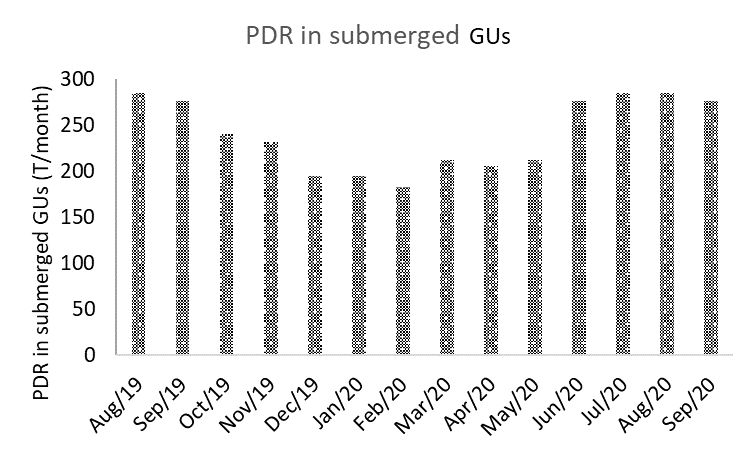 PDR in submerged GUs
PDR in submerged GUs (T/month)
300
250
200
150
100
50
0
Aug/19
Sep/19
Oct/19
Nov/19
Dec/19
Jan/20
Feb/20
Mar/20
Apr/20
May/20
Jun/20
Jul/20
Aug/20
Sep/20